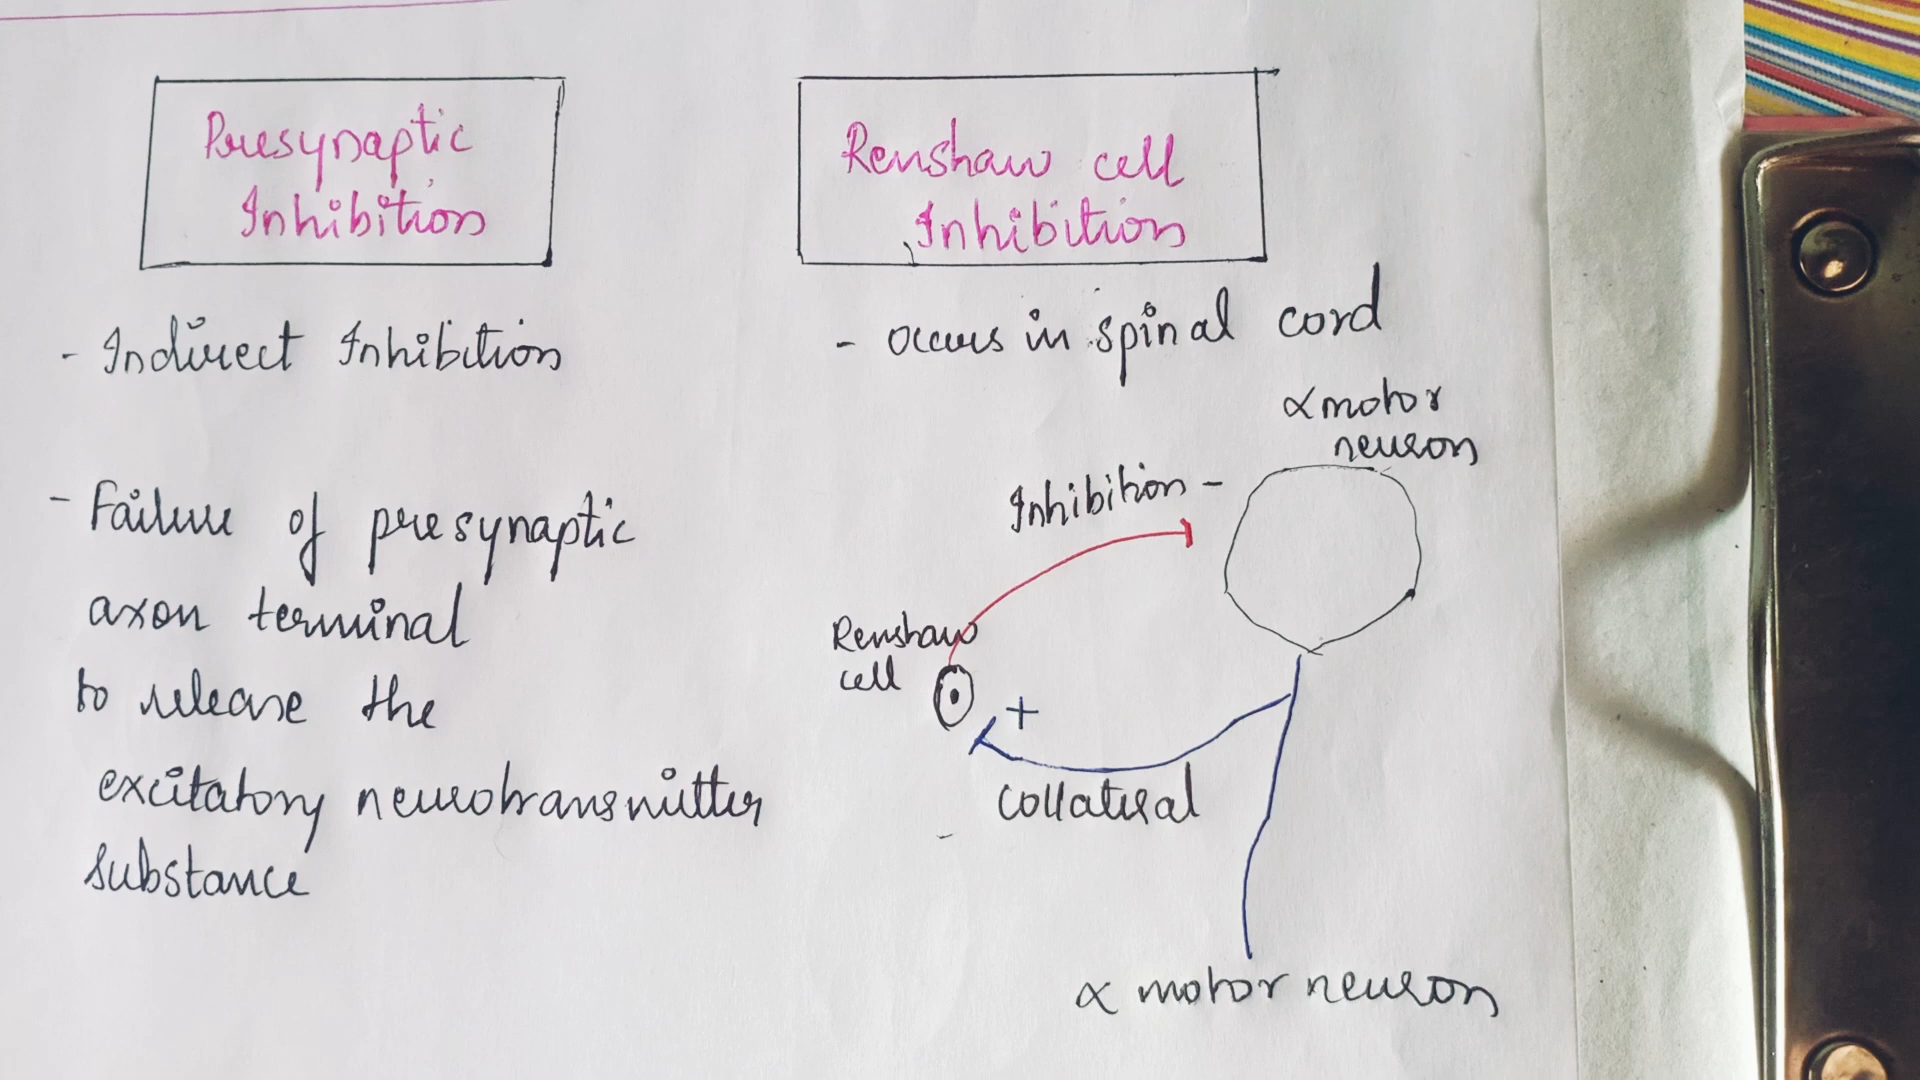 Presynaptic
Inhibition
- Indirect Inhibition
- Failure of presynaptic
axon terminal
to release the
excitatory neurotransmitter
substance
Renshaw cell
Inhibition
- Occurs in spinal cord
α motor
neuron
Inhibition -
Renshaw
cell
+
Collateral
α motor neuron